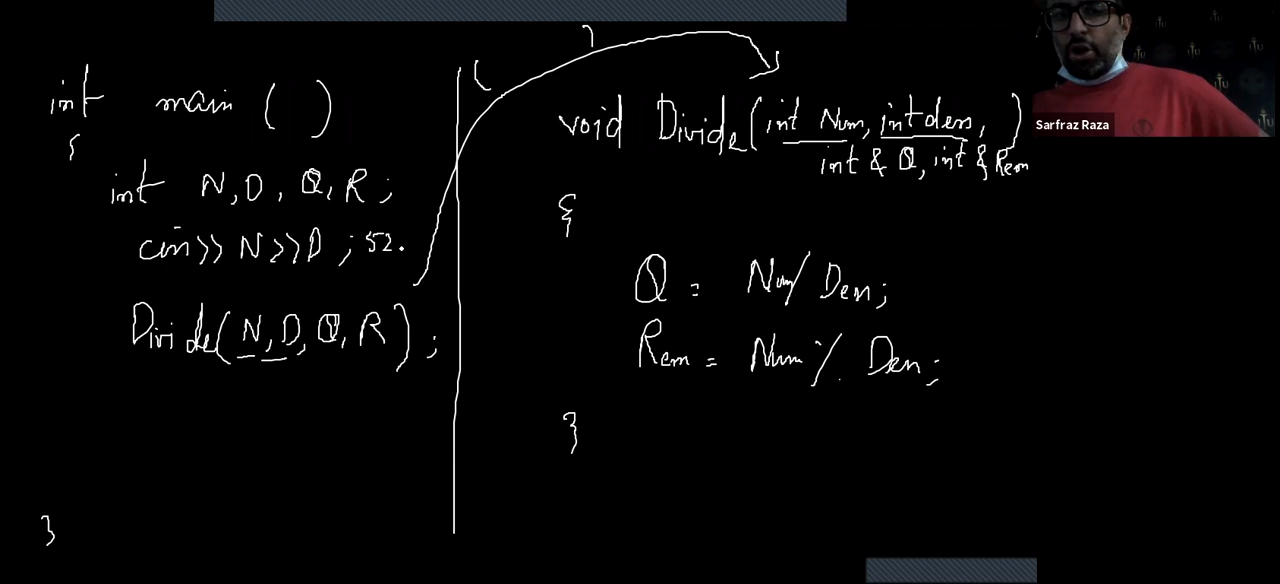 int main ( )
{
int N, D, Q, R;
cin>> N>>D ; 52.
Divide( N, D, Q, R );
}
void Divide( int Num, int den, )
int & Q, int & Rem
{
Q = Num/ Den;
Rem = Num % Den;
}
Sarfraz Raza